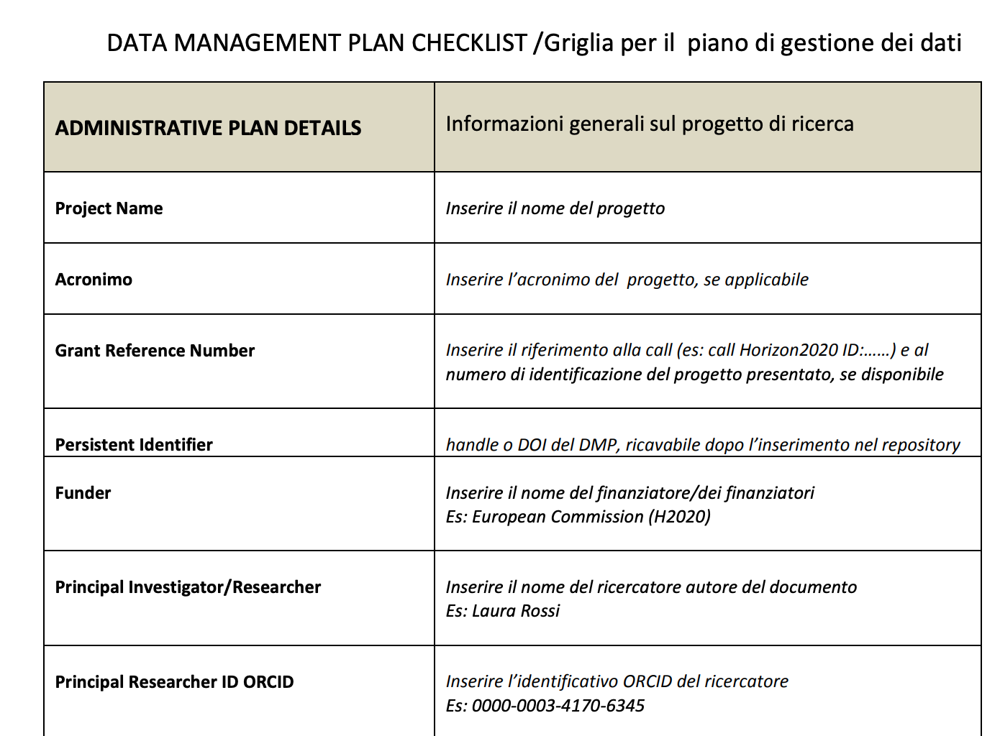 DATA MANAGEMENT PLAN CHECKLIST /Griglia per il  piano di gestione dei dati
ADMINISTRATIVE PLAN DETAILS
Informazioni generali sul progetto di ricerca
Project Name
Inserire il nome del progetto
Acronimo
Inserire l’acronimo del  progetto, se applicabile
Grant Reference Number
Inserire il riferimento alla call (es: call Horizon2020 ID:……) e al
numero di identificazione del progetto presentato, se disponibile
Persistent Identifier
handle o DOI del DMP, ricavabile dopo l’inserimento nel repository
Funder
Inserire il nome del finanziatore/dei finanziatori
Es: European Commission (H2020)
Principal Investigator/Researcher
Inserire il nome del ricercatore autore del documento
Es: Laura Rossi
Principal Researcher ID ORCID
Inserire l’identificativo ORCID del ricercatore
Es: 0000-0003-4170-6345